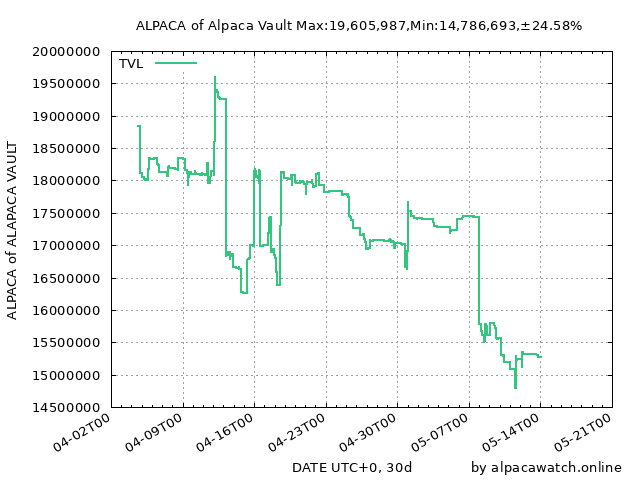 ALPACA of Alpaca Vault Max:19,605,987,Min:14,786,693,±24.58%
TVL
20000000
19500000
19000000
18500000
18000000
17500000
17000000
16500000
16000000
15500000
15000000
14500000
ALPACA of ALAPACA VAULT
04-02T00
04-09T00
04-16T00
04-23T00
04-30T00
05-07T00
05-14T00
05-21T00
DATE UTC+0, 30d
by alpacawatch.online